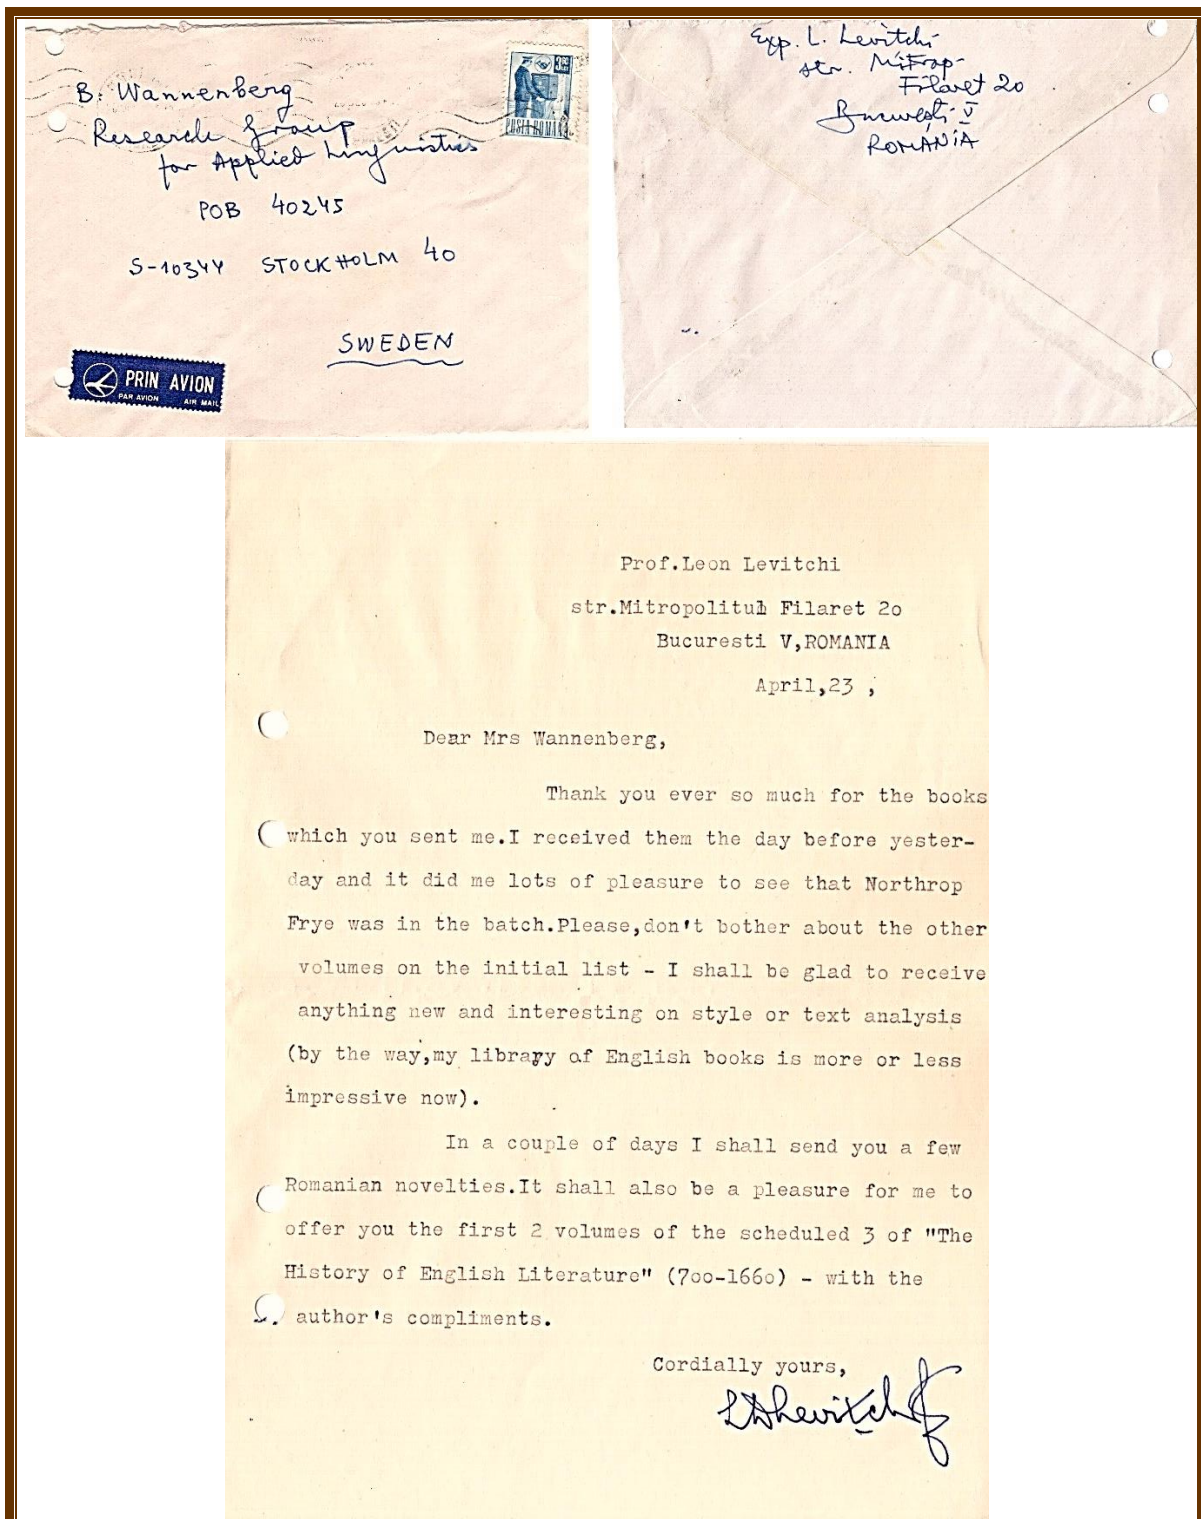 B. Wannenberg
Research Group
for Applied Linguistics
POB 40245
S-10344 STOCKHOLM 40
SWEDEN
POSTA ROMANA
PRIN AVION
PAR AVION AIR MAIL
Exp. L. Levitchi
str. Mitrop-
Filaret 20
Bucureşti-V
ROMÂNIA
Prof.Leon Levitchi
str.Mitropolitul Filaret 2o
Bucuresti V,ROMANIA
April,23 ,
Dear Mrs Wannenberg,
Thank you ever so much for the books
which you sent me.I received them the day before yester-
day and it did me lots of pleasure to see that Northrop
Frye was in the batch.Please,don't bother about the other
volumes on the initial list - I shall be glad to receive
anything new and interesting on style or text analysis
(by the way,my library of English books is more or less
impressive now).
In a couple of days I shall send you a few
Romanian novelties.It shall also be a pleasure for me to
offer you the first 2 volumes of the scheduled 3 of "The
History of English Literature" (7oo-166o) - with the
author's compliments.
Cordially yours,
LDLevitchi